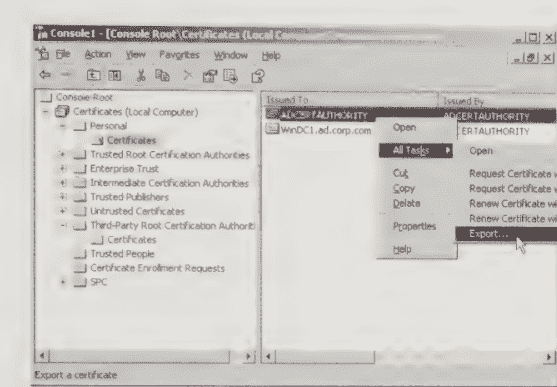 Console1 - [Console Root\Certificates (Local C
File Action View Favorites Window Help
Console Root
Certificates (Local Computer)
Personal
Certificates
Trusted Root Certification Authorities
Enterprise Trust
Intermediate Certification Authorities
Trusted Publishers
Untrusted Certificates
Third-Party Root Certification Authoriti
Certificates
Trusted People
Certificate Enrollment Requests
SPC
Issued To
Issued By
ADCERTAUTHORITY
ADCERTAUTHORITY
WinDC1.ad.corp.com
ERTAUTHORITY
Open
All Tasks
Cut
Copy
Delete
Properties
Help
Open
Request Certificate w
Request Certificate w
Renew Certificate wi
Renew Certificate wi
Export...
Export a certificate